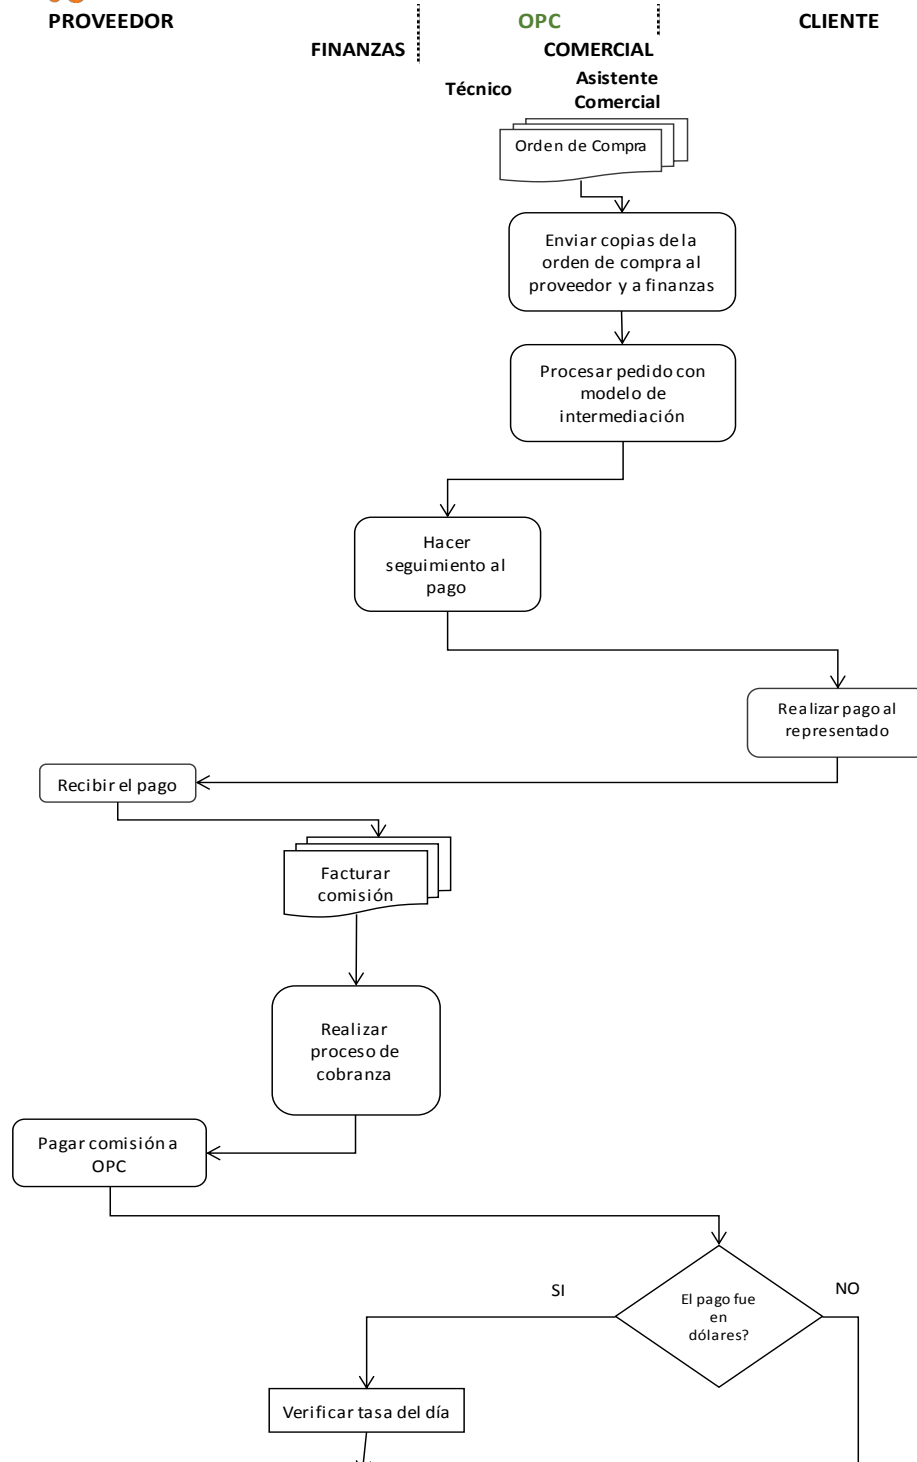 PROVEEDOR
OPC
CLIENTE
FINANZAS
COMERCIAL
Técnico
Asistente
Comercial
Orden de Compra
Enviar copias de la
orden de compra al
proveedor y a finanzas
Procesar pedido con
modelo de
intermediación
Hacer
seguimiento al
pago
Realizar pago al
representado
Recibir el pago
Facturar
comisión
Realizar
proceso de
cobranza
Pagar comisión a
OPC
SI
NO
El pago fue
en
dólares?
Verificar tasa del día